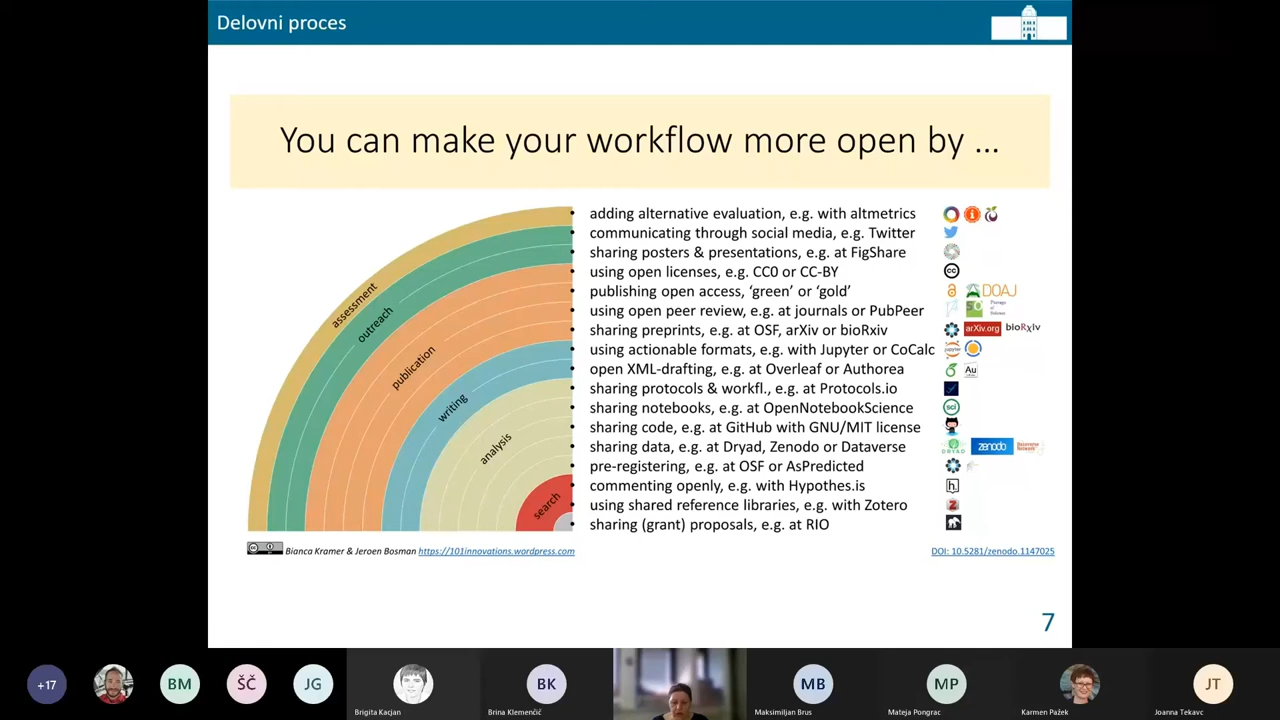 Delovni proces
You can make your workflow more open by ...
adding alternative evaluation, e.g. with altmetrics
communicating through social media, e.g. Twitter
sharing posters & presentations, e.g. at FigShare
using open licenses, e.g. CC0 or CC-BY
publishing open access, ‘green’ or ‘gold’
using open peer review, e.g. at journals or PubPeer
sharing preprints, e.g. at OSF, arXiv or bioRxiv
using actionable formats, e.g. with Jupyter or CoCalc
open XML-drafting, e.g. at Overleaf or Authorea
sharing protocols & workfl., e.g. at Protocols.io
sharing notebooks, e.g. at OpenNotebookScience
sharing code, e.g. at GitHub with GNU/MIT license
sharing data, e.g. at Dryad, Zenodo or Dataverse
pre-registering, e.g. at OSF or AsPredicted
commenting openly, e.g. with Hypothes.is
using shared reference libraries, e.g. with Zotero
sharing (grant) proposals, e.g. at RIO
assessment
outreach
publication
writing
analysis
search
cc
DOAJ
arXiv.org bioRxiv
jupyter
Au
sci
DRYAD zenodo
h.
Z
Bianca Kramer & Jeroen Bosman https://101innovations.wordpress.com
DOI: 10.5281/zenodo.1147025
7
+17
BM
ŠČ
JG
Brigita Kacjan
BK
Brina Klemenčič
MB
Maksimiljan Brus
MP
Mateja Pongrac
Karmen Pažek
JT
Joanna Tekavc